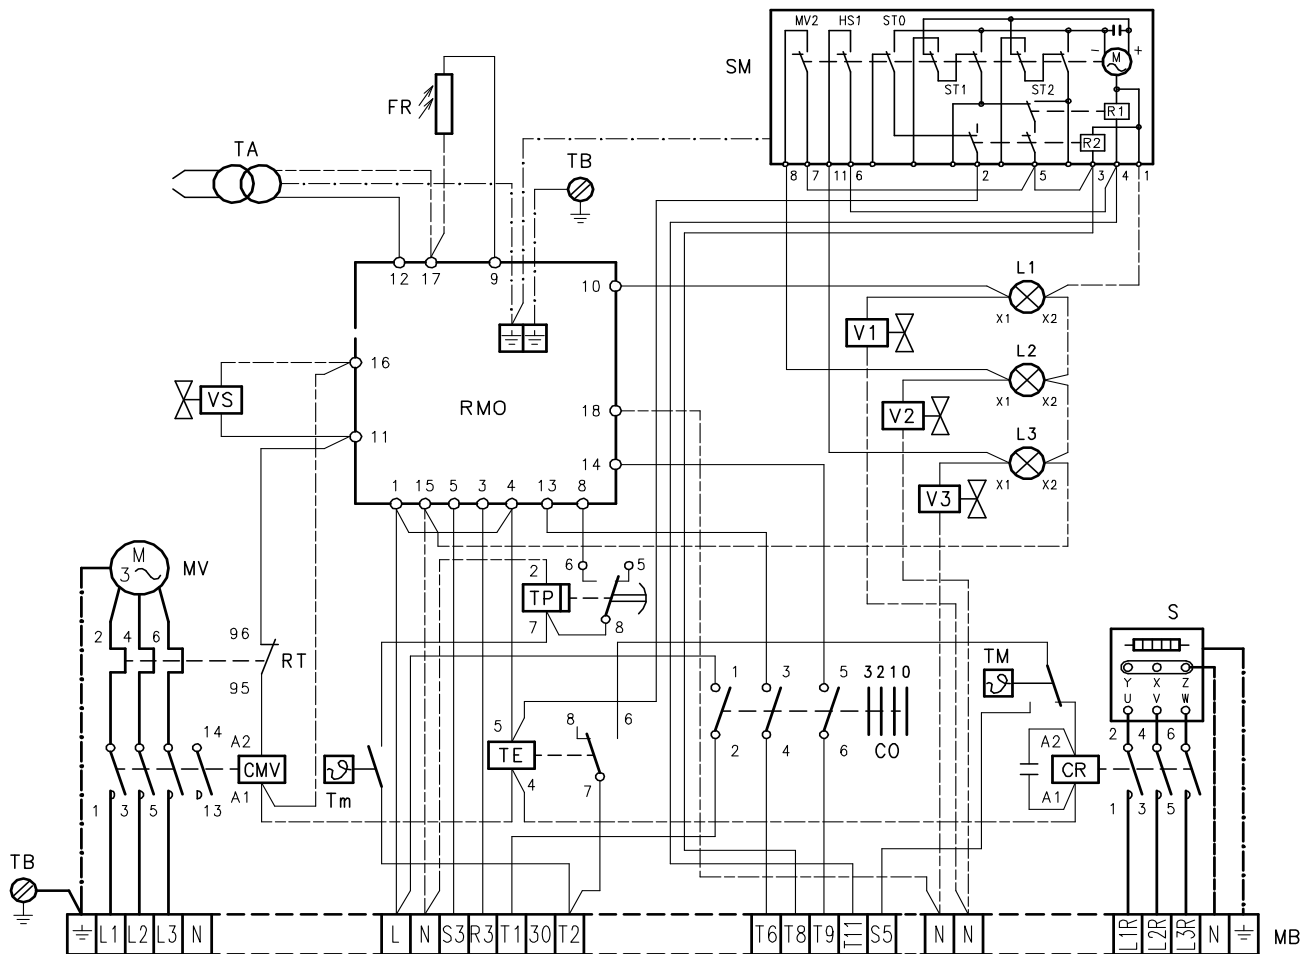 MV2 HS1 ST0
SM
− M +
ST1 ST2
R1
R2
8 7 11 6 2 5 3 4 1
FR
TA
TB
12 17 9
10
L1
X1 X2
V1
16
VS
RMO
L2
X1 X2
18
V2
11
L3
14
X1 X2
V3
1 15 5 3 4 13 8
M
3
MV
6 5
2
TP
7 8
S
2 4 6
96
RT
95
1 3 5
3 2 1 0
TM
Y X Z
U V W
14
A2
5
8 6
2 4 6
CO
2 4 6
A2
CMV
TE
CR
A1
Tm
4
7
A1
1 3 5 13
1 3 5
TB
L1 L2 L3 N
L N S3 R3 T1 30 T2
T6 T8 T9 T11 S5
N N
L1R L2R L3R N
MB